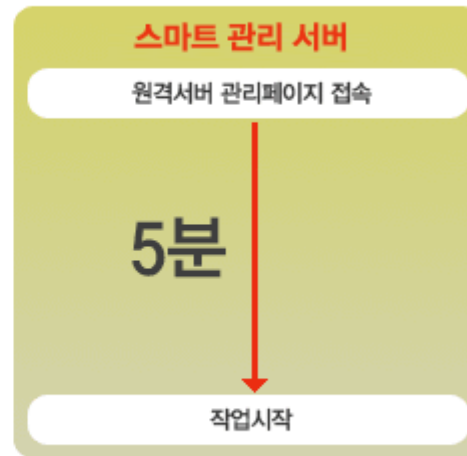 스마트 관리 서버
원격서버 관리페이지 접속
5분
작업시작